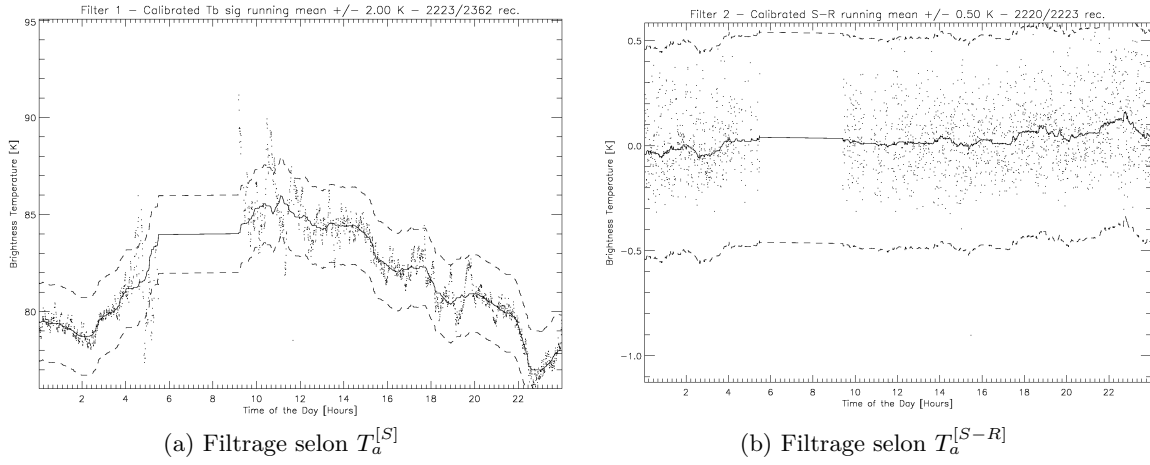 Filter 1 - Calibrated Tb sig running mean +/- 2.00 K - 2223/2362 rec.
95
90
85
80
Brightness Temperature [K]
2 4 6 8 10 12 14 16 18 20 22
Time of the Day [Hours]
(a) Filtrage selon T_a^{[S]}
Filter 2 - Calibrated S-R running mean +/- 0.50 K - 2220/2223 rec.
0.5
0.0
-0.5
-1.0
Brightness Temperature [K]
2 4 6 8 10 12 14 16 18 20 22
Time of the Day [Hours]
(b) Filtrage selon T_a^{[S-R]}